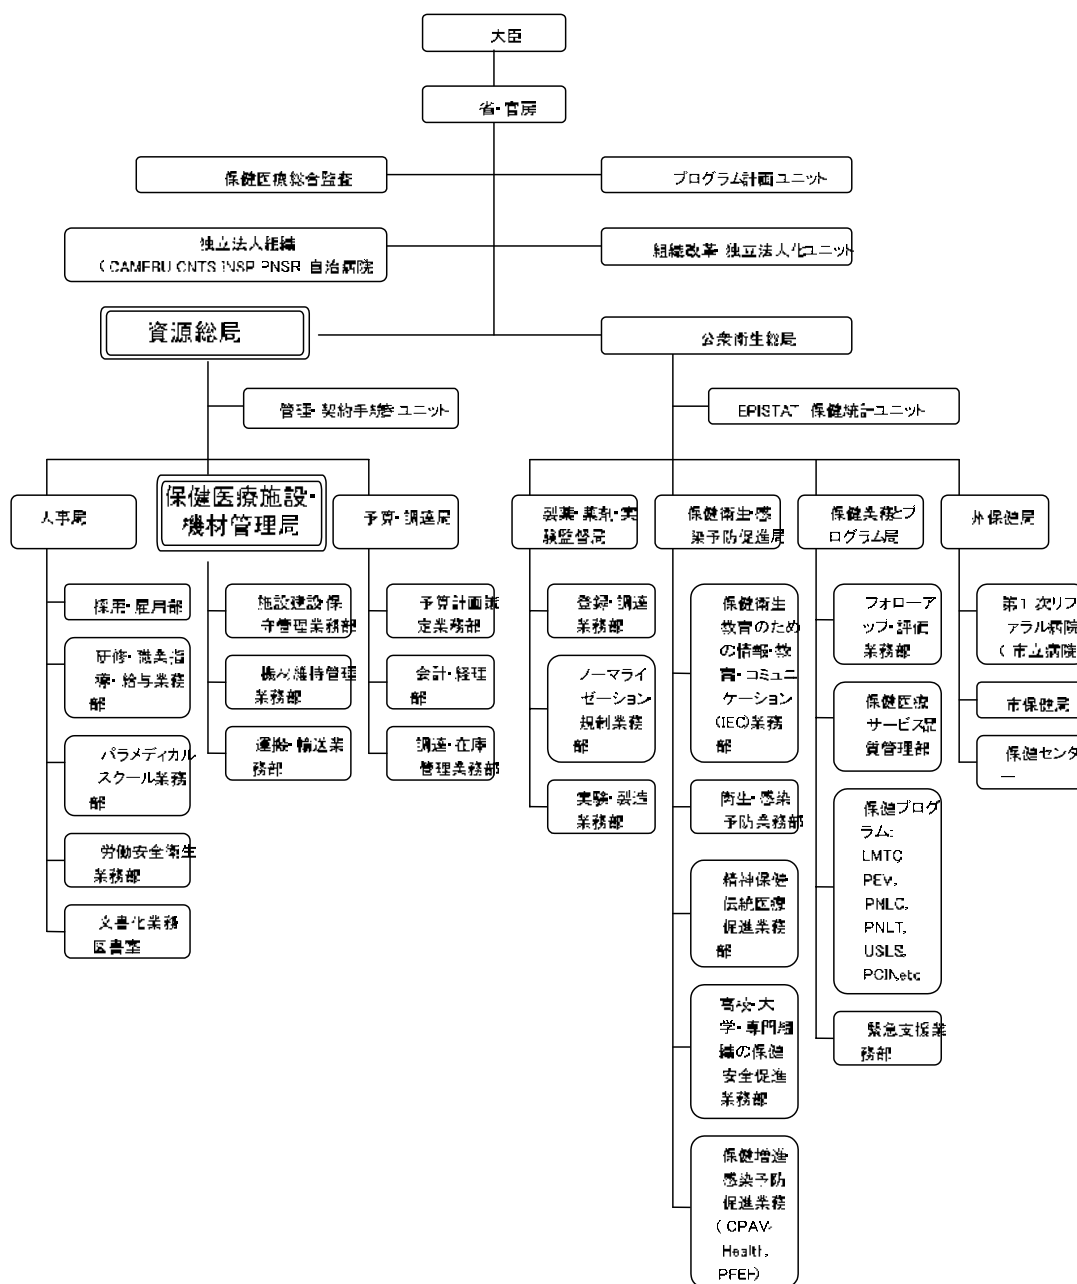 大臣
省・官房
保健医療総合監査
プログラム計画ユニット
独立法人組織
(CAMEBU CNTS INSP PNSR 自治病院
組織改革 独立法人化ユニット
資源総局
公衆衛生総局
管理・契約手続きユニット
EPISTAT 保健統計ユニット
人事局
保健医療施設・
機材管理局
予算・調達局
製薬・薬剤・実
験監督局
保健衛生・感
染予防促進局
保健業務とプ
ログラム局
州保健局
採用・雇用部
研修・職業指
導・給与業務
部
パラメディカル
スクール業務
部
労働安全衛生
業務部
文書化業務
図書室
施設建設保
守管理業務部
機材維持管理
業務部
運搬・輸送業
務部
予算計画策
定業務部
会計・経理
部
調達・在庫
管理業務部
登録・調達
業務部
ノーマライ
ゼーション
規制業務
部
実験・製造
業務部
保健衛生
教育のため
の情報・教
育・コミュニ
ケーション
(IEC)業務
部
衛生・感染
予防業務部
精神保健
伝統医療
促進業務
部
高校・大
学・専門組
織の保健
安全促進
業務部
保健増進
感染予防
促進業務
(CPAV-
Health,
PFEH)
フォローア
ップ・評価
業務部
保健医療
サービス品
質管理部
保健プログ
ラム:
LMTC,
PEV,
PNLC,
PNLT,
USLS,
PCIN,etc
緊急支援業
務部
第1次リフ
ァラル病院
(市立病院
市保健局
保健センタ
ー